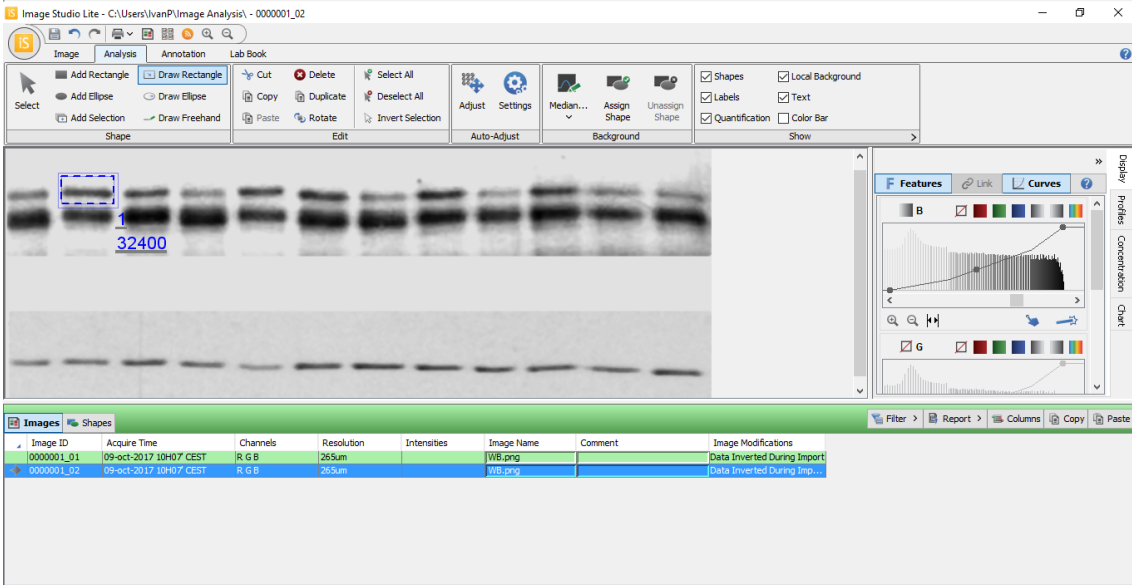 iS Image Studio Lite - C:\Users\IvanP\Image Analysis\ - 0000001_02
iS
Image Analysis Annotation Lab Book
Select
Add Rectangle Draw Rectangle
Add Ellipse Draw Ellipse
Add Selection Draw Freehand
Shape
Cut Delete Select All
Copy Duplicate Deselect All
Paste Rotate Invert Selection
Edit
Adjust Settings
Auto-Adjust
Median... Assign Shape Unassign Shape
Background
Shapes Local Background
Labels Text
Quantification Color Bar
Show >
1
32400
»
F Features Link Curves ?
B
G
Display
Profiles
Concentration
Chart
Images Shapes
Filter > Report > Columns Copy Paste
Image ID Acquire Time Channels Resolution Intensities Image Name Comment Image Modifications
0000001_01 09-oct-2017 10H07' CEST R G B 265um WB.png Data Inverted During Import
0000001_02 09-oct-2017 10H07' CEST R G B 265um WB.png Data Inverted During Imp...